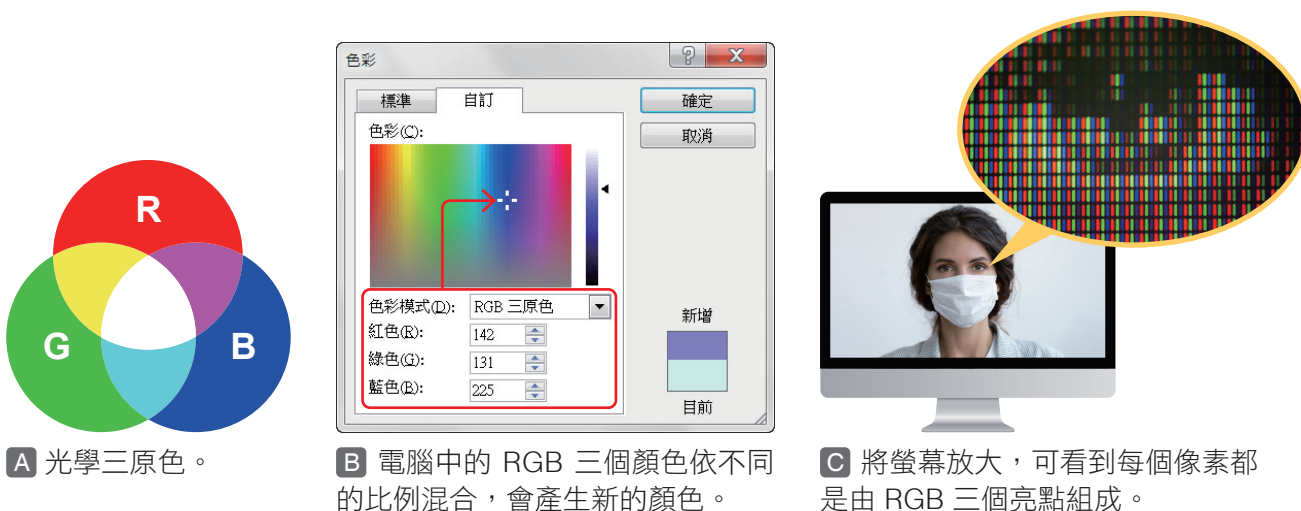 R
G
B
A 光學三原色。
色彩
標準
自訂
確定
取消
色彩(C):
色彩模式(D):
RGB 三原色
紅色(R):
142
綠色(G):
131
藍色(B):
225
新增
目前
B 電腦中的 RGB 三個顏色依不同
的比例混合,會產生新的顏色。
C 將螢幕放大,可看到每個像素都
是由 RGB 三個亮點組成。